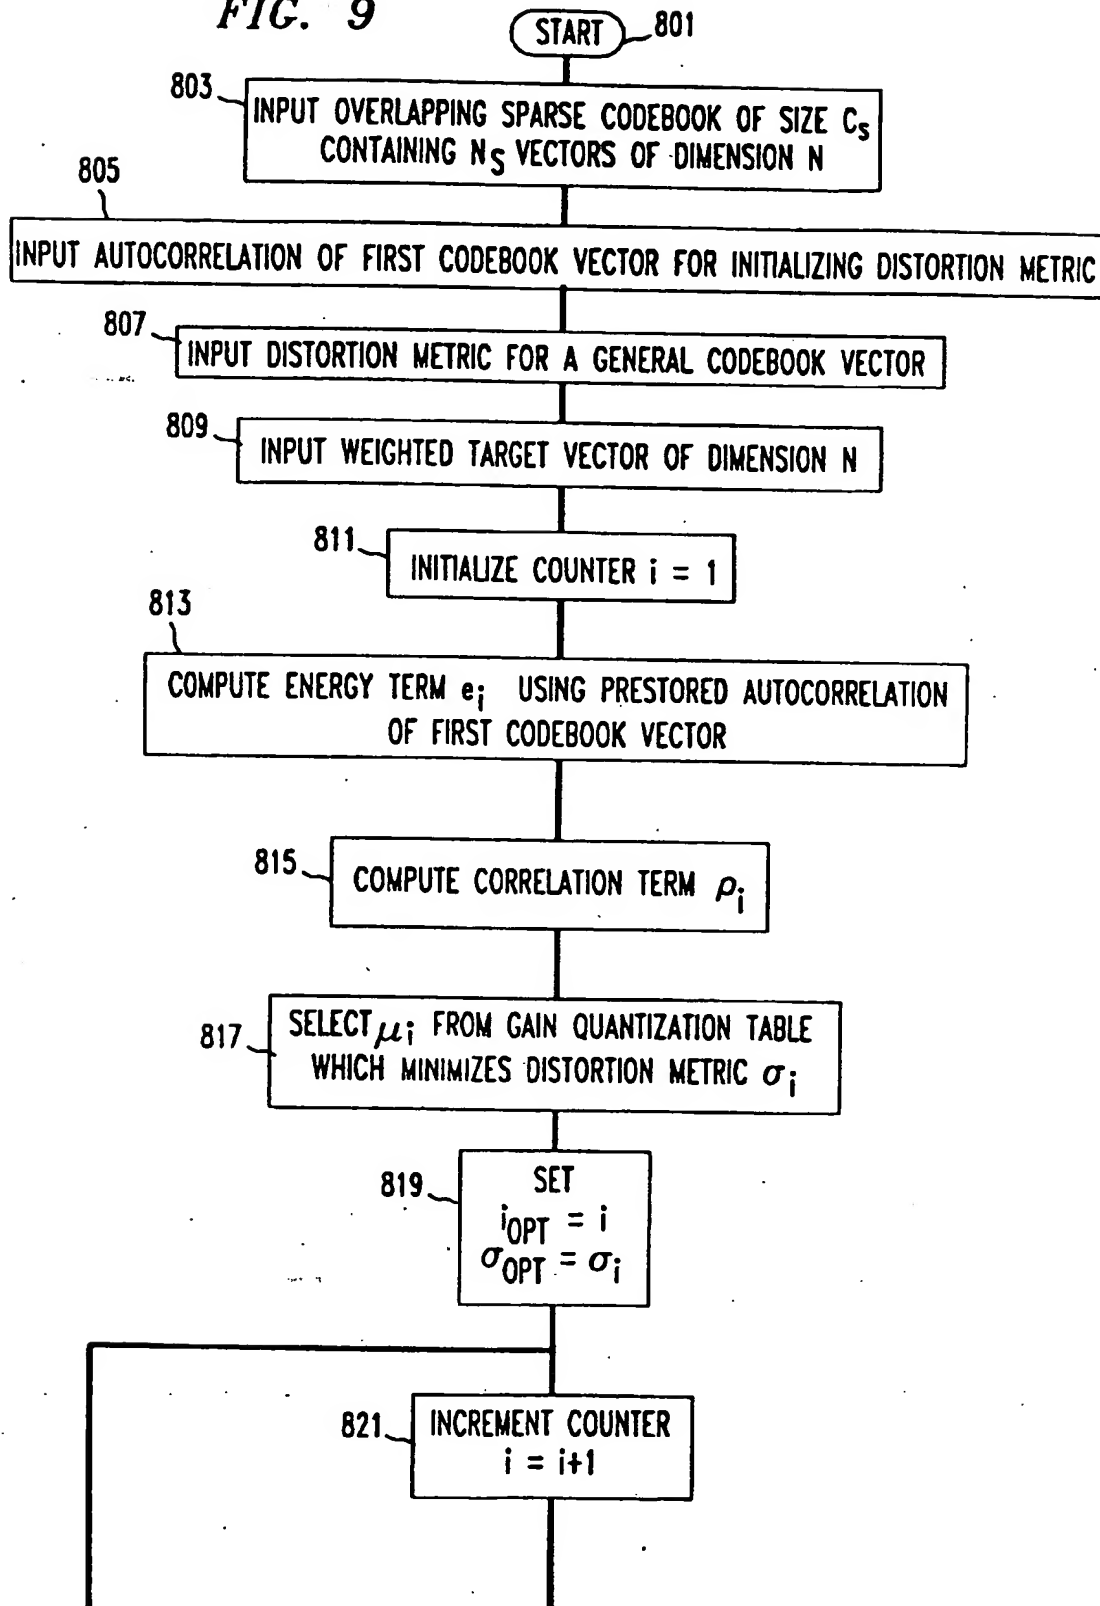 FIG. 9
START
801
803
INPUT OVERLAPPING SPARSE CODEBOOK OF SIZE Cs
CONTAINING NS VECTORS OF DIMENSION N
805
INPUT AUTOCORRELATION OF FIRST CODEBOOK VECTOR FOR INITIALIZING DISTORTION METRIC
807
INPUT DISTORTION METRIC FOR A GENERAL CODEBOOK VECTOR
809
INPUT WEIGHTED TARGET VECTOR OF DIMENSION N
811
INITIALIZE COUNTER i = 1
813
COMPUTE ENERGY TERM ei USING PRESTORED AUTOCORRELATION
OF FIRST CODEBOOK VECTOR
815
COMPUTE CORRELATION TERM ρi
817
SELECT μi FROM GAIN QUANTIZATION TABLE
WHICH MINIMIZES DISTORTION METRIC σi
819
SET
iOPT = i
σOPT = σi
821
INCREMENT COUNTER
i = i+1